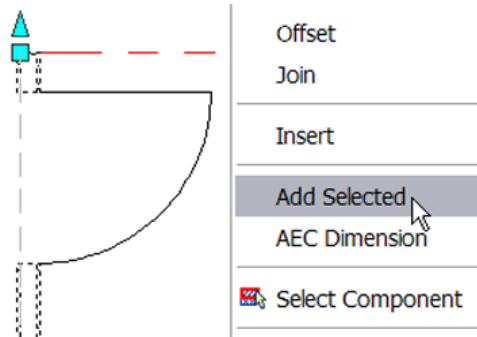 Offset
Join
Insert
Add Selected
AEC Dimension
Select Component